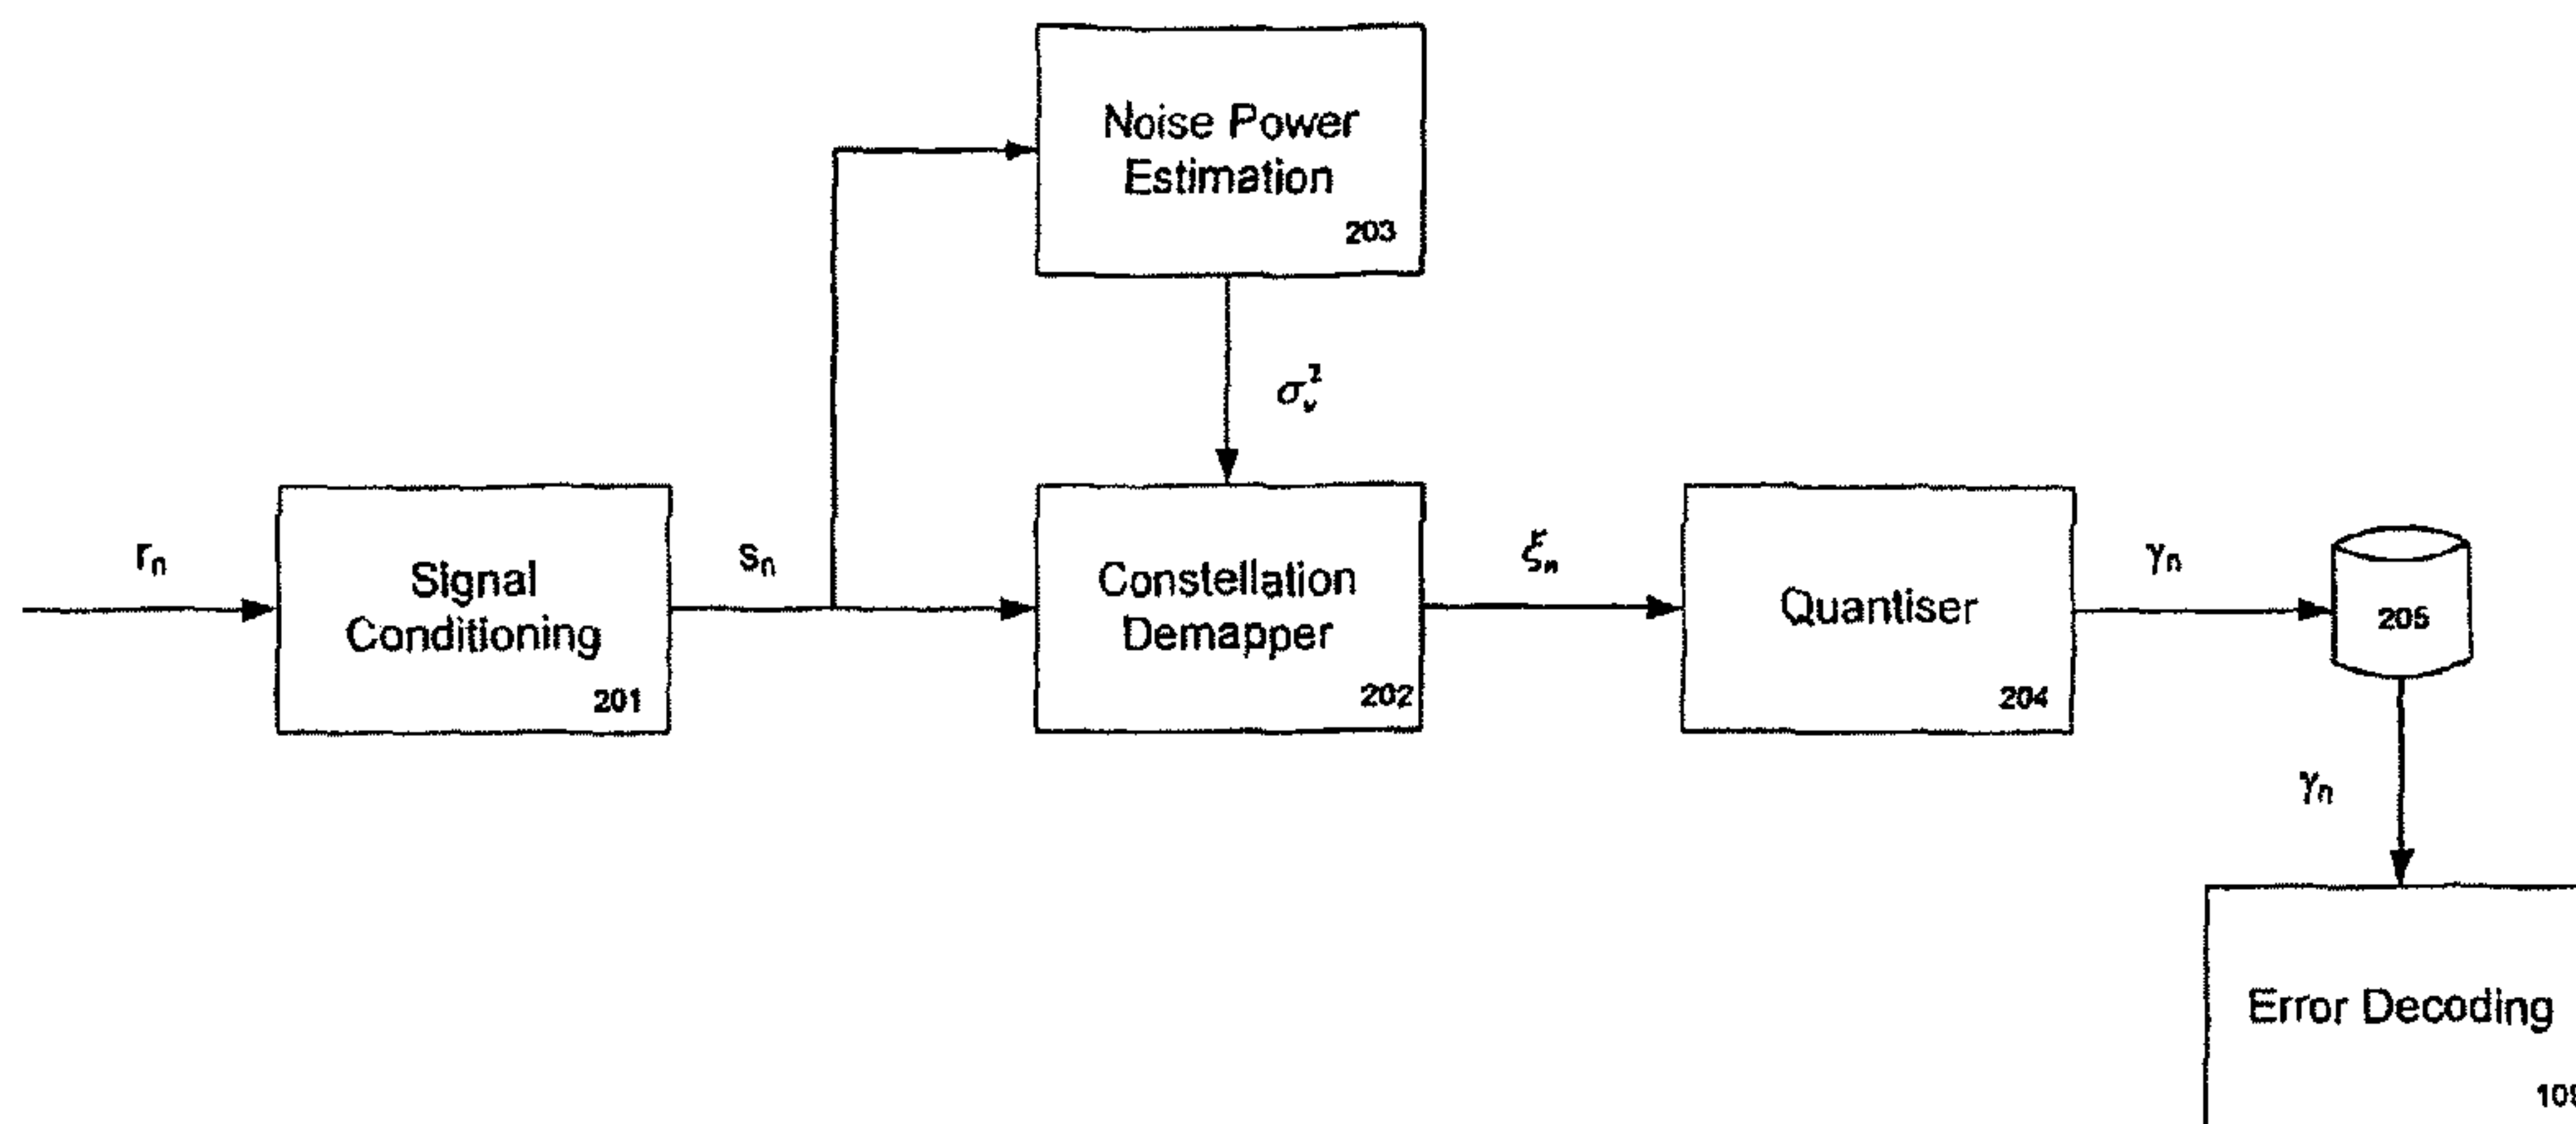 Noise Power
Estimation
203
σ_v^2
r_n
Signal
Conditioning
201
s_n
Constellation
Demapper
202
ξ_n
Quantiser
204
γ_n
205
γ_n
Error Decoding